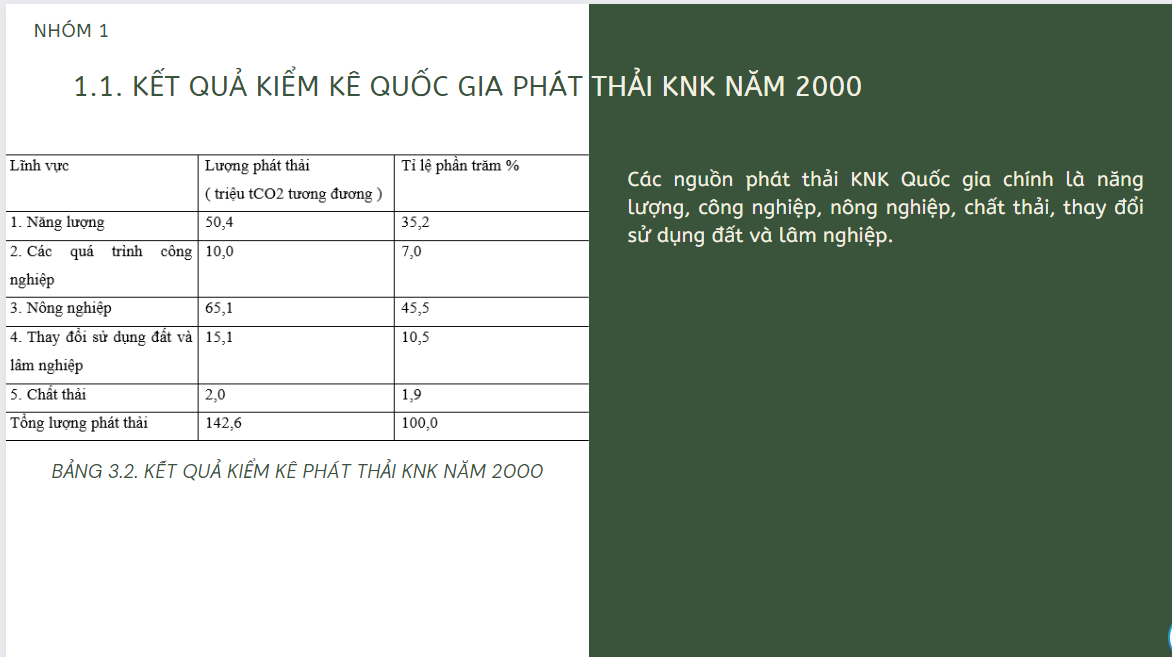 NHÓM 1
1.1. KẾT QUẢ KIỂM KÊ QUỐC GIA PHÁT THẢI KNK NĂM 2000
Lĩnh vực Lượng phát thải Tỉ lệ phần trăm %
( triệu tCO2 tương đương )
1. Năng lượng 50,4 35,2
2. Các quá trình công 10,0 7,0
nghiệp
3. Nông nghiệp 65,1 45,5
4. Thay đổi sử dụng đất và 15,1 10,5
lâm nghiệp
5. Chất thải 2,0 1,9
Tổng lượng phát thải 142,6 100,0
BẢNG 3.2. KẾT QUẢ KIỂM KÊ PHÁT THẢI KNK NĂM 2000
Các nguồn phát thải KNK Quốc gia chính là năng
lượng, công nghiệp, nông nghiệp, chất thải, thay đổi
sử dụng đất và lâm nghiệp.